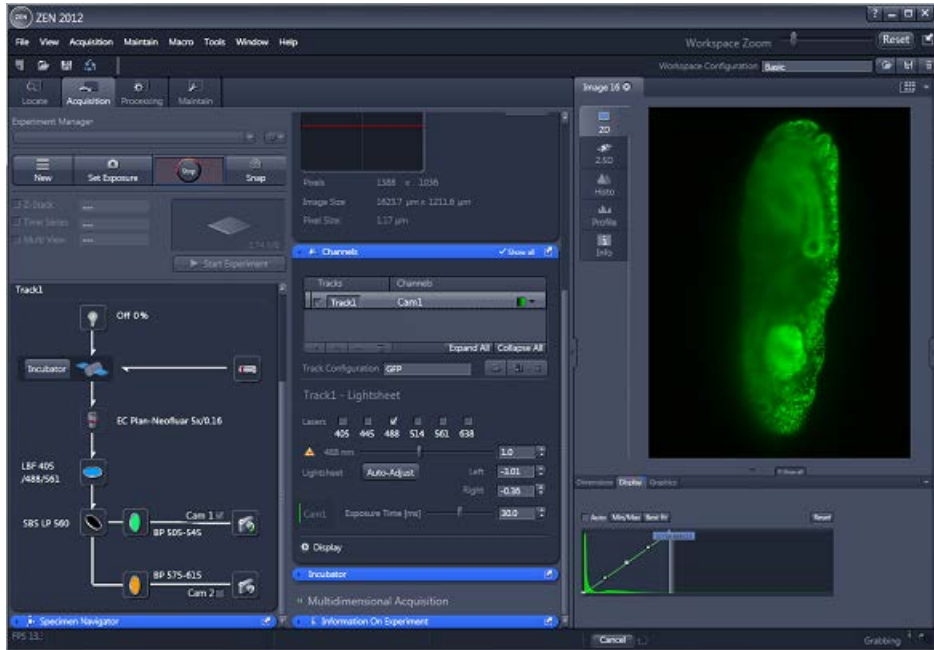 ZEN 2012
File View Acquisition Maintain Macro Tools Window Help
Workspace Zoom Reset
Workspace Configuration Basic
Locate Acquisition Processing Maintain
Experiment Manager
New Set Exposure Stop Snap
Z-Stack
Time Series
Multi View
Start Experiment
Track1
Off 0%
Incubator
EC Plan-Neofluar 5x/0.16
LBF 405
/488/561
SBS LP 560
Cam 1
BP 505-545
BP 575-615
Cam 2
Specimen Navigator
Pixels 1388 x 1036
Image Size 1623.7 µm x 1211.6 µm
Pixel Size: 1.17 µm
Channels Show all
Tracks Channels
Track1 Cam1
Expand All Collapse All
Track Configuration GFP
Track1 - Lightsheet
Lasers 405 445 488 514 561 638
488 nm 1.0
Lightsheet Auto-Adjust Left -3.01
Right -0.36
Cam1 Exposure Time [ms] 30.0
Display
Incubator
Multidimensional Acquisition
Information On Experiment
Image 16
2D
2.5D
Histo
Profile
Info
Dimensions Display Graphics
Auto Min/Max Best Fit Reset
Cancel
Grabbing